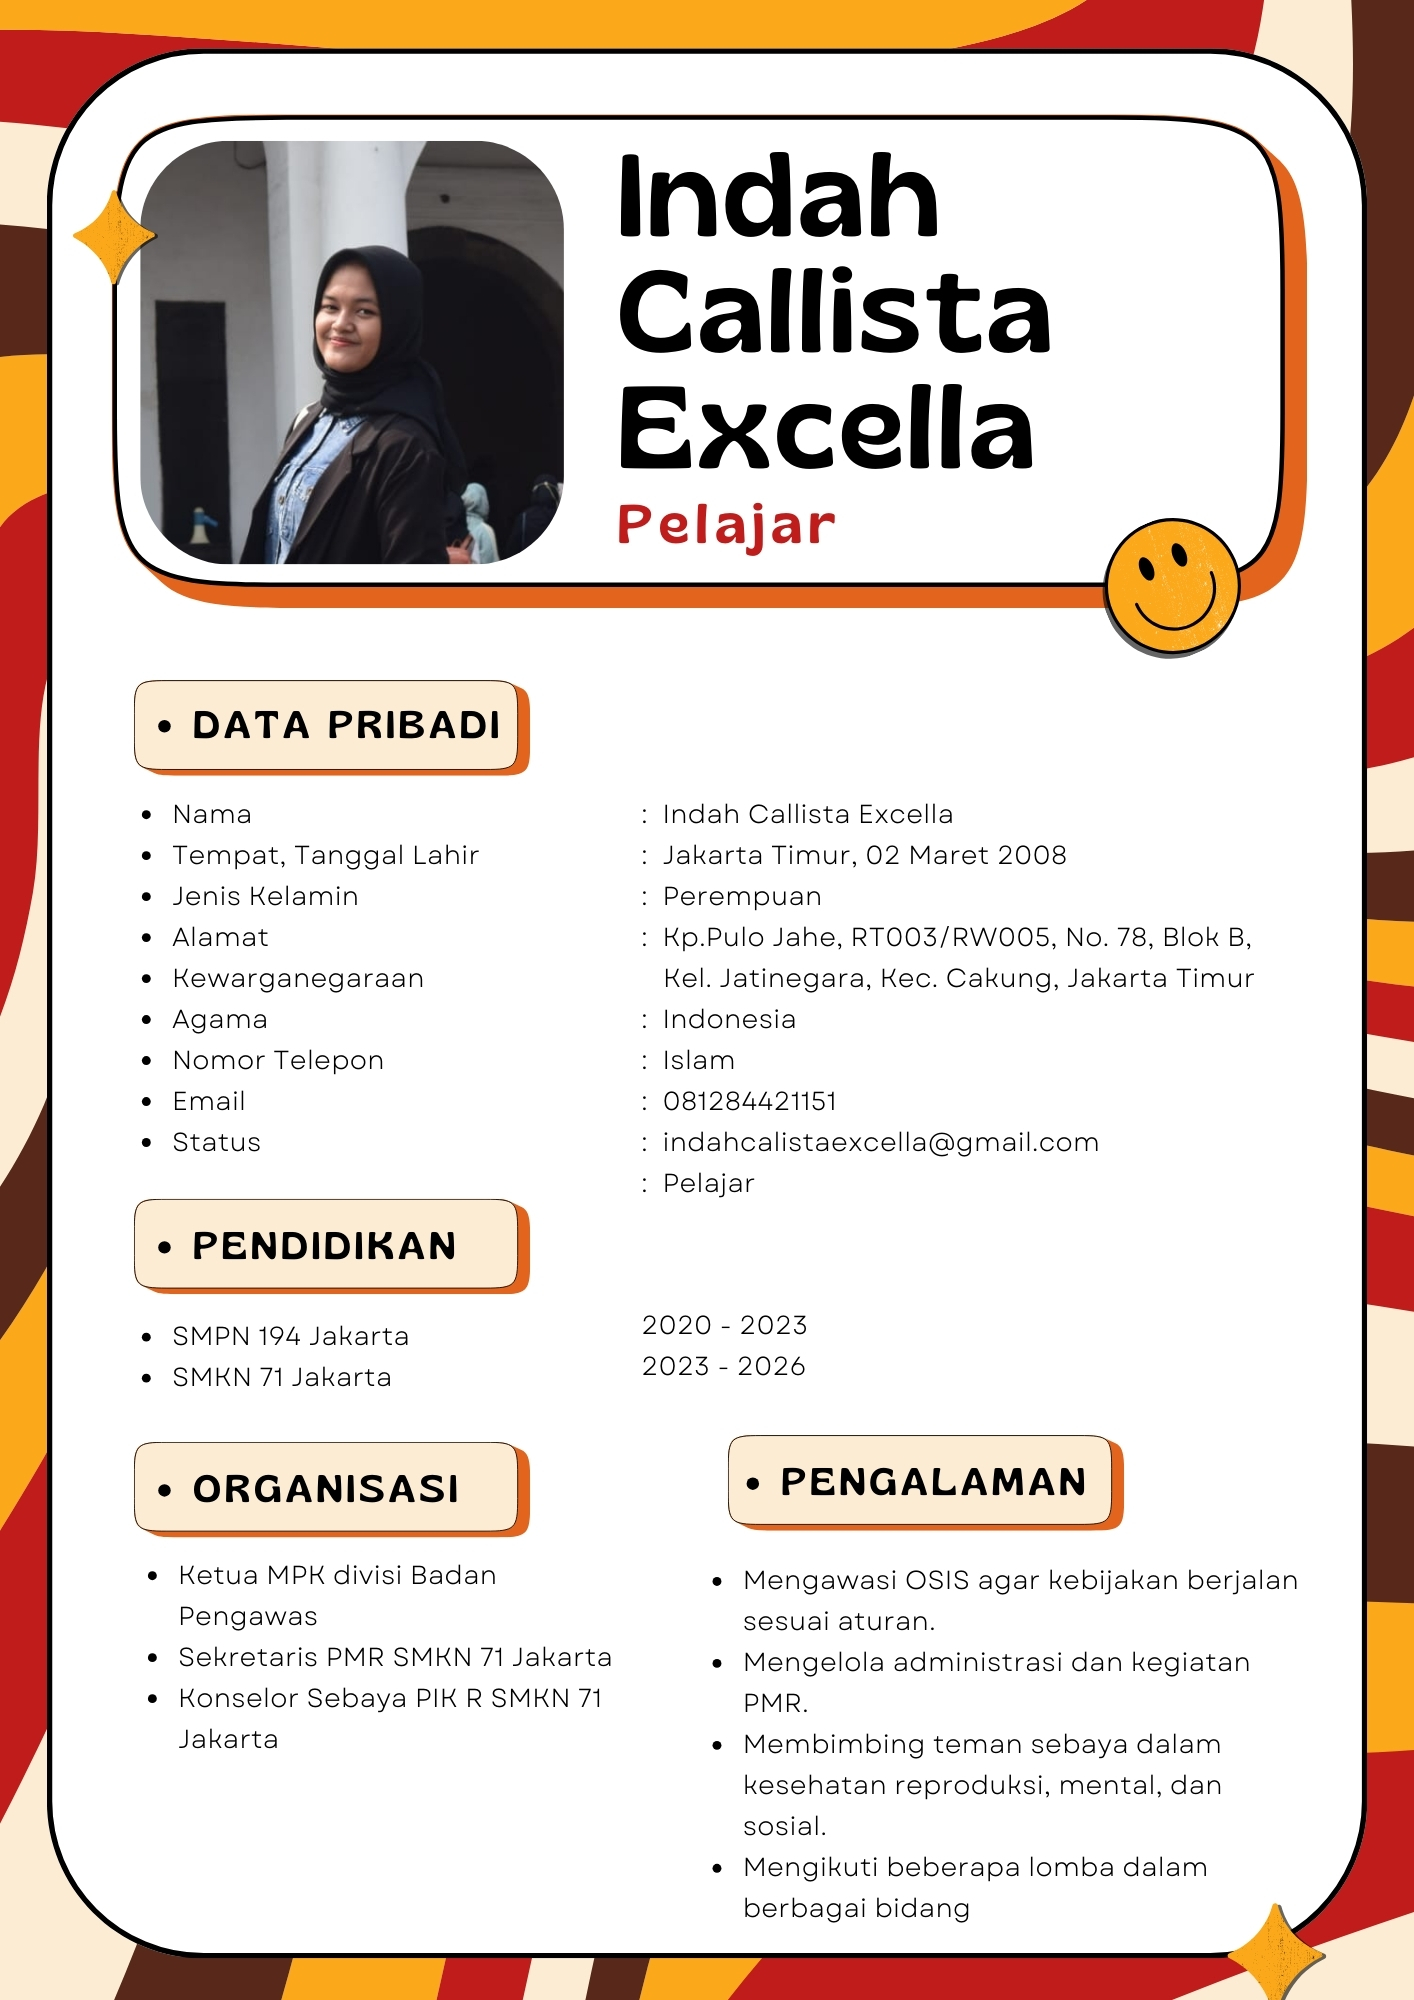 Indah
Callista
Excella
Pelajar
• DATA PRIBADI
• Nama : Indah Callista Excella
• Tempat, Tanggal Lahir : Jakarta Timur, 02 Maret 2008
• Jenis Kelamin : Perempuan
• Alamat : Kp.Pulo Jahe, RT003/RW005, No. 78, Blok B,
• Kewarganegaraan Kel. Jatinegara, Kec. Cakung, Jakarta Timur
• Agama : Indonesia
• Nomor Telepon : Islam
• Email : 081284421151
• Status : indahcalistaexcella@gmail.com
: Pelajar
• PENDIDIKAN
• SMPN 194 Jakarta 2020 - 2023
• SMKN 71 Jakarta 2023 - 2026
• ORGANISASI
• Ketua MPK divisi Badan
Pengawas
• Sekretaris PMR SMKN 71 Jakarta
• Konselor Sebaya PIK R SMKN 71
Jakarta
• PENGALAMAN
• Mengawasi OSIS agar kebijakan berjalan
sesuai aturan.
• Mengelola administrasi dan kegiatan
PMR.
• Membimbing teman sebaya dalam
kesehatan reproduksi, mental, dan
sosial.
• Mengikuti beberapa lomba dalam
berbagai bidang